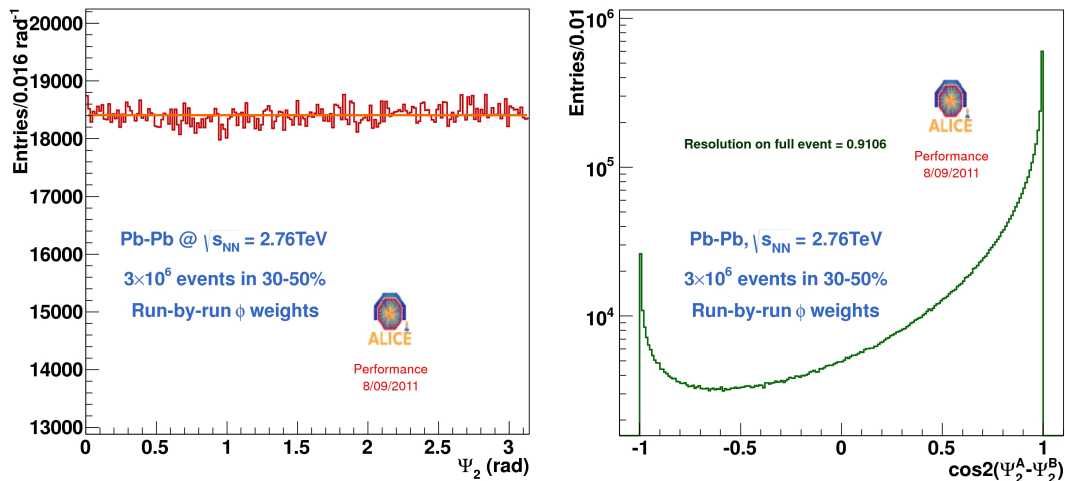 Entries/0.016 rad⁻¹
20000
19000
18000
17000
16000
15000
14000
13000
Pb-Pb @ √s_NN = 2.76TeV
3×10⁶ events in 30-50%
Run-by-run ϕ weights
ALICE
Performance
8/09/2011
0 0.5 1 1.5 2 2.5 3
Ψ₂ (rad)
Entries/0.01
10⁶
10⁵
10⁴
ALICE
Resolution on full event = 0.9106
Performance
8/09/2011
Pb-Pb, √s_NN = 2.76TeV
3×10⁶ events in 30-50%
Run-by-run ϕ weights
-1 -0.5 0 0.5 1
cos2(Ψ₂ᴬ-Ψ₂ᴮ)